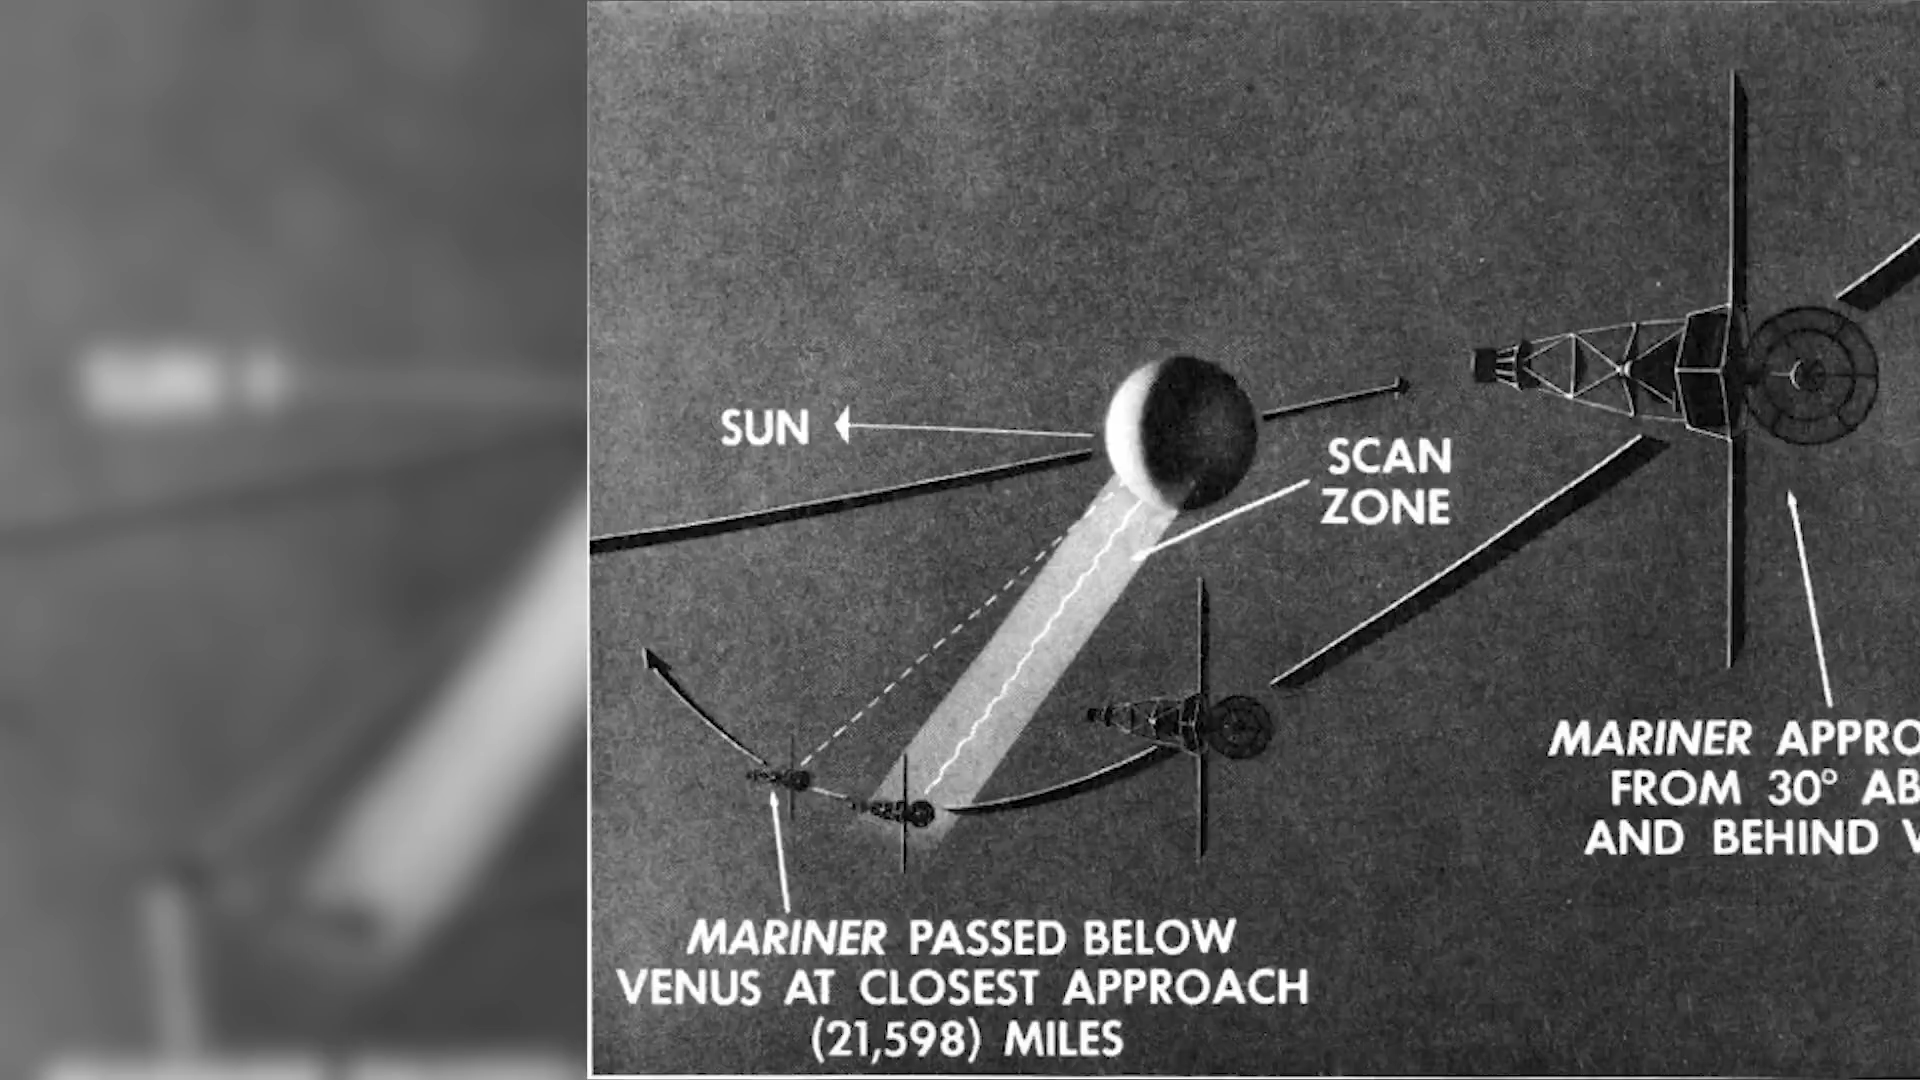 SUN
SCAN
ZONE
MARINER APPRO
FROM 30° AB
AND BEHIND V
MARINER PASSED BELOW
VENUS AT CLOSEST APPROACH
(21,598) MILES